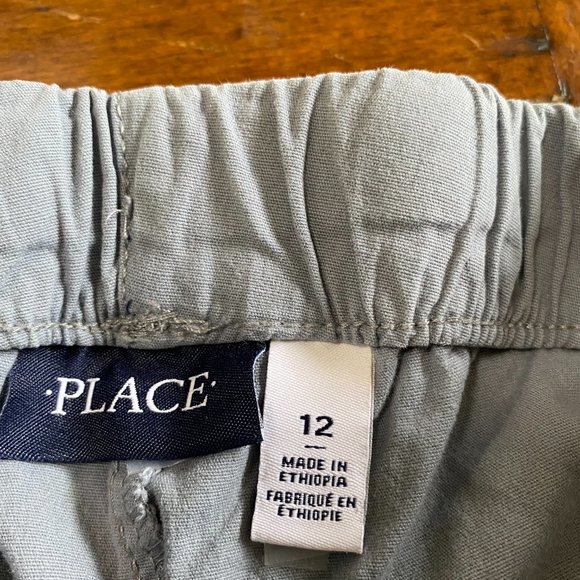 ·PLACE·
12
MADE IN
ETHIOPIA
FABRIQUÉ EN
ÉTHIOPIE